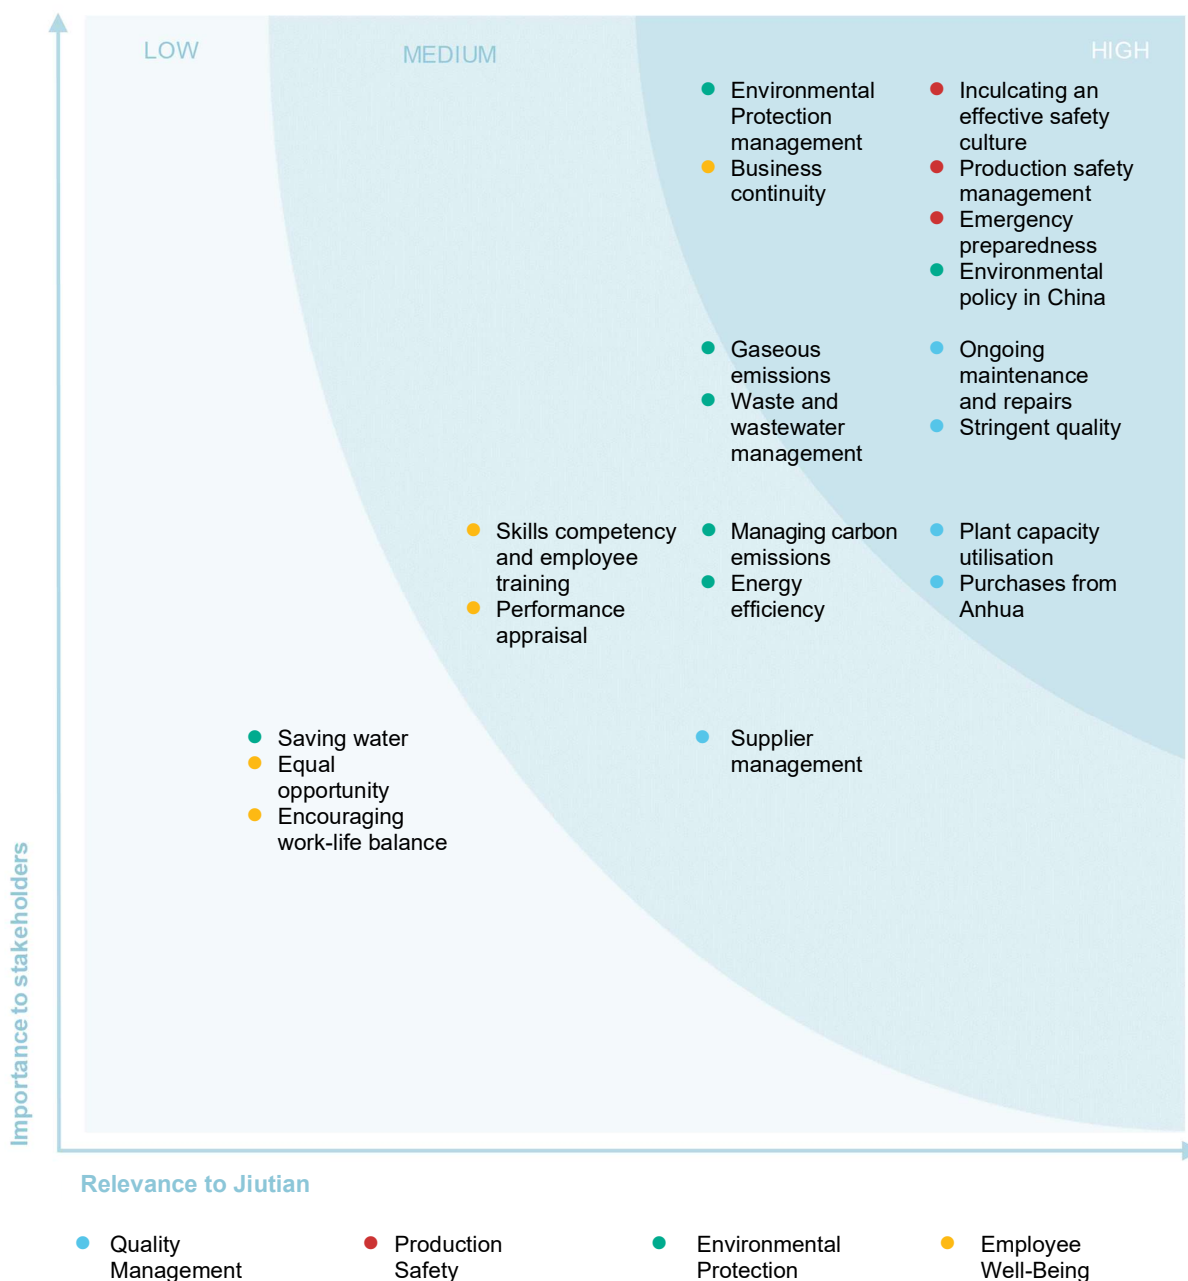 LOW
MEDIUM
HIGH
Environmental
Protection
management
Business
continuity
Inculcating an
effective safety
culture
Production safety
management
Emergency
preparedness
Environmental
policy in China
Gaseous
emissions
Waste and
wastewater
management
Ongoing
maintenance
and repairs
Stringent quality
Skills competency
and employee
training
Performance
appraisal
Managing carbon
emissions
Energy
efficiency
Plant capacity
utilisation
Purchases from
Anhua
Saving water
Equal
opportunity
Encouraging
work-life balance
Supplier
management
Importance to stakeholders
Relevance to Jiutian
Quality
Management
Production
Safety
Environmental
Protection
Employee
Well-Being